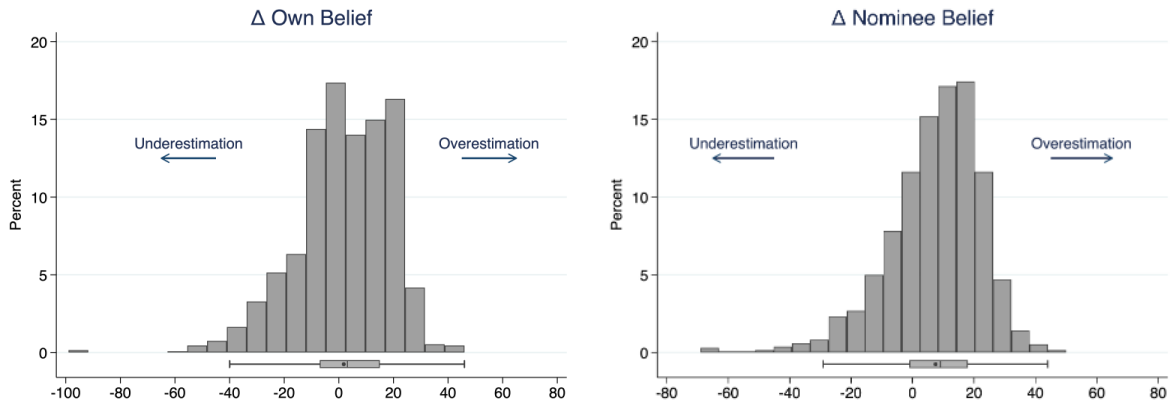 Δ Own Belief
20
15
10
5
0
Percent
Underestimation
Overestimation
-100 -80 -60 -40 -20 0 20 40 60 80
Δ Nominee Belief
20
15
10
5
0
Percent
Underestimation
Overestimation
-80 -60 -40 -20 0 20 40 60 80